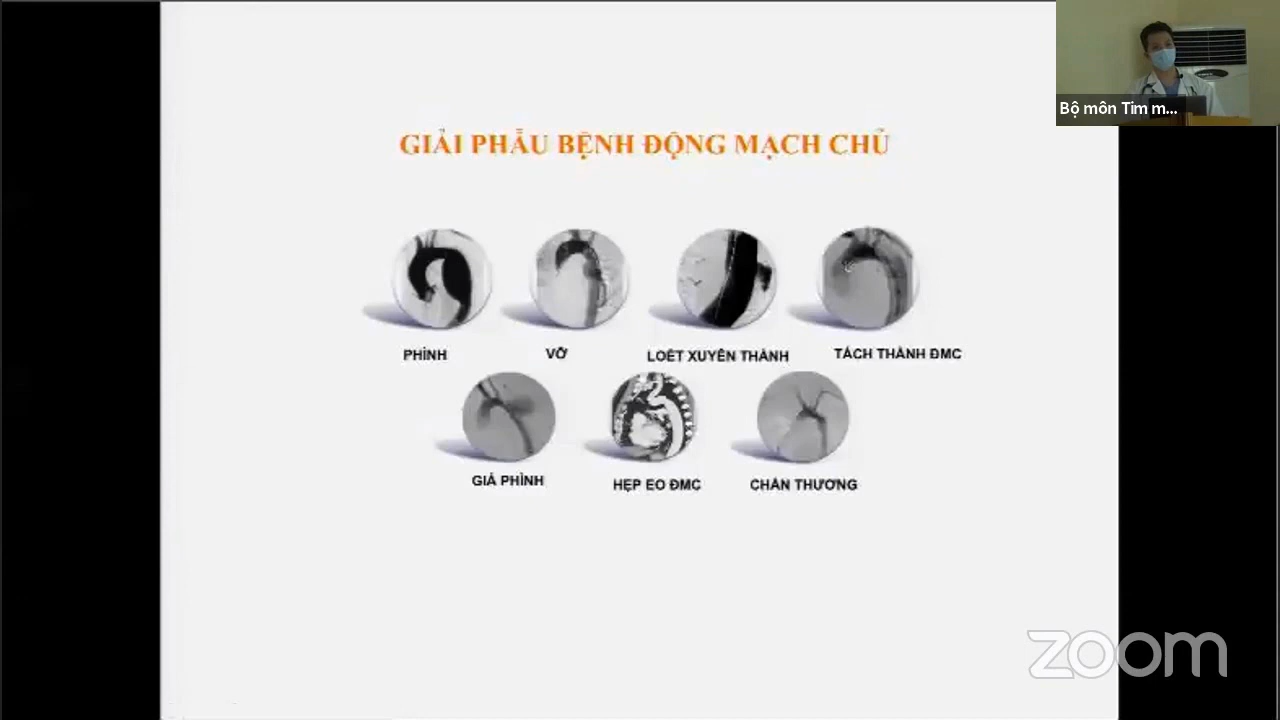 Bộ môn Tim m...
GIẢI PHẪU BỆNH ĐỘNG MẠCH CHỦ
PHÌNH
VỠ
LOÉT XUYÊN THÀNH
TÁCH THÀNH ĐMC
GIẢ PHÌNH
HẸP EO ĐMC
CHẤN THƯƠNG
zoom